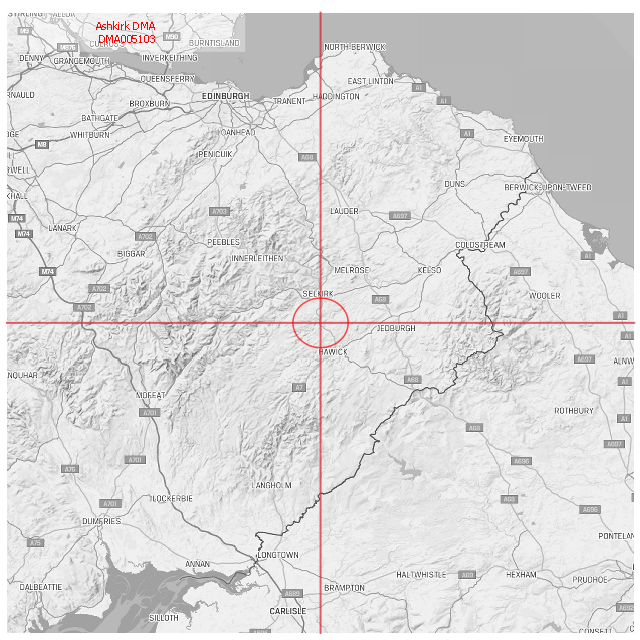 STIRLING
ALLOA
Ashkirk DMA
M9
CULROSS
M90
DMA005103
BURNTISLAND
M876
NORTH BERWICK
DENNY
GRANGEMOUTH
INVERKEITHING
QUEENSFERRY
EAST LINTON
A1
RNAULD
BROXBURN
EDINBURGH
TRANENT
HADDINGTON
A1
BATHGATE
WHITBURN
LOANHEAD
A1
EYEMOUTH
M8
PENICUIK
A68
DUNS
BERWICK-UPON-TWEED
M74
A703
LAUDER
A697
LANARK
M74
A702
PEEBLES
COLDSTREAM
BIGGAR
INNERLEITHEN
A1
M74
MELROSE
KELSO
A697
A702
SELKIRK
A68
WOOLER
A702
A1
JEDBURGH
A1
HAWICK
A697
ALNW
NQUHAR
A68
A7
MOFFAT
A701
ROTHBURY
A68
A697
A701
A696
A76
LANGHOLM
LOCKERBIE
A68
A701
A696
DUMFRIES
PONTELAN
A75
LONGTOWN
ANNAN
HALTWHISTLE
A69
HEXHAM
PRUDHOE
DALBEATTIE
BRAMPTON
A689
CARLISLE
A692
SILLOTH
CONSETT